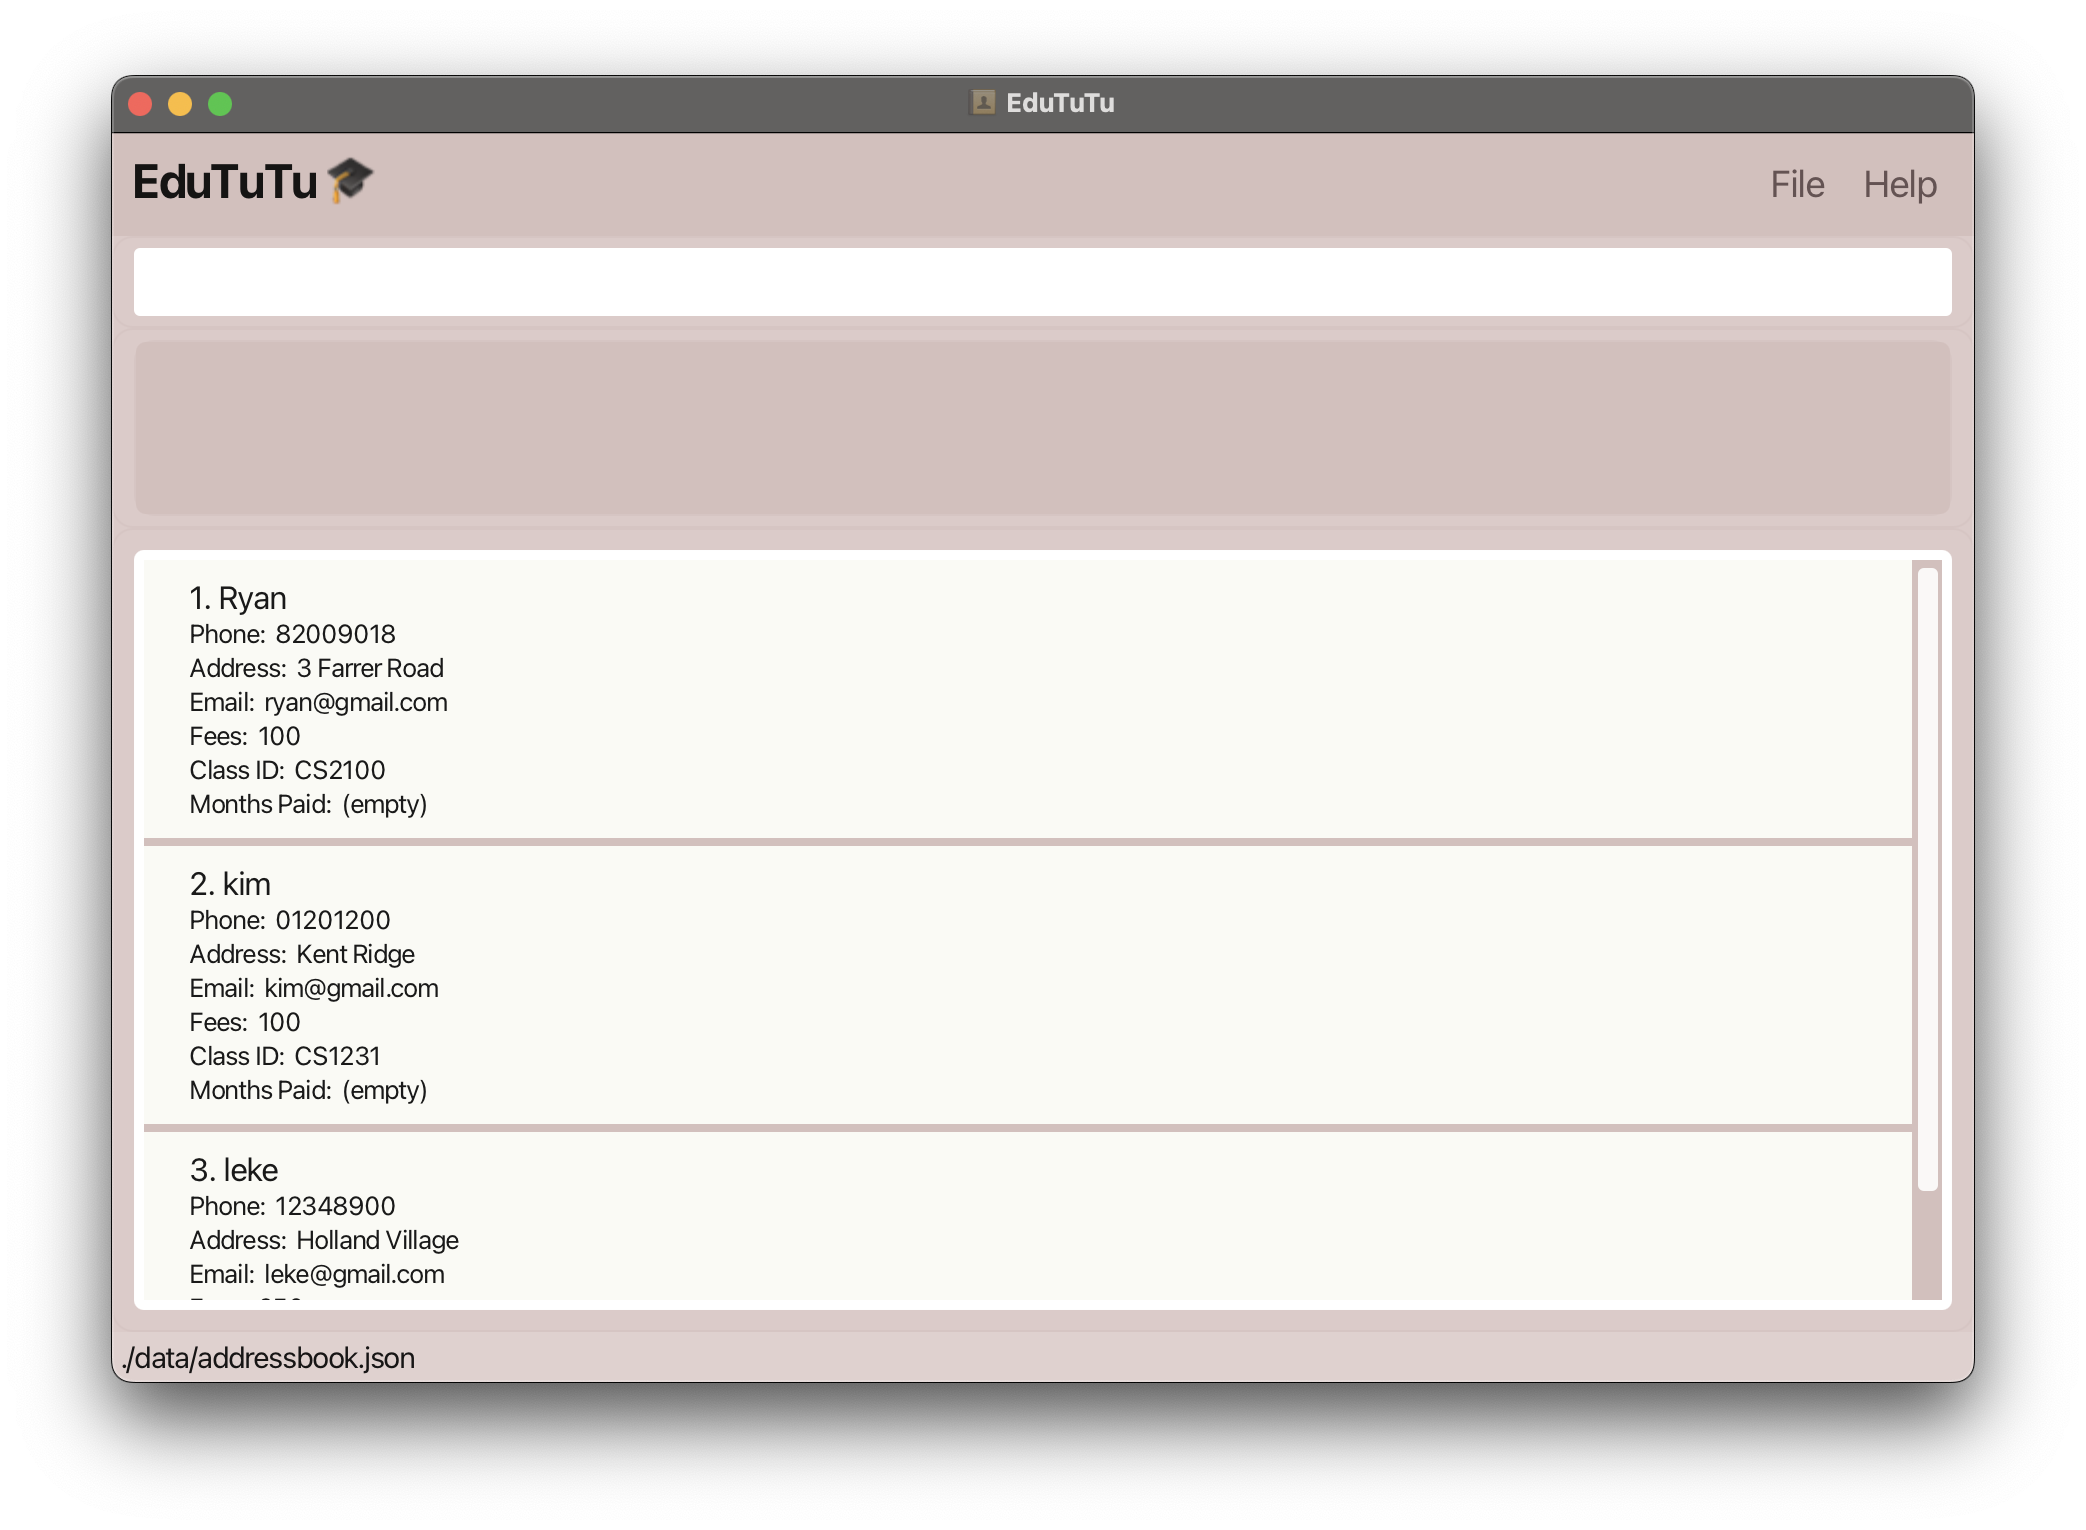 EduTuTu
EduTuTu
File Help
1. Ryan
Phone: 82009018
Address: 3 Farrer Road
Email: ryan@gmail.com
Fees: 100
Class ID: CS2100
Months Paid: (empty)
2. kim
Phone: 01201200
Address: Kent Ridge
Email: kim@gmail.com
Fees: 100
Class ID: CS1231
Months Paid: (empty)
3. leke
Phone: 12348900
Address: Holland Village
Email: leke@gmail.com
./data/addressbook.json